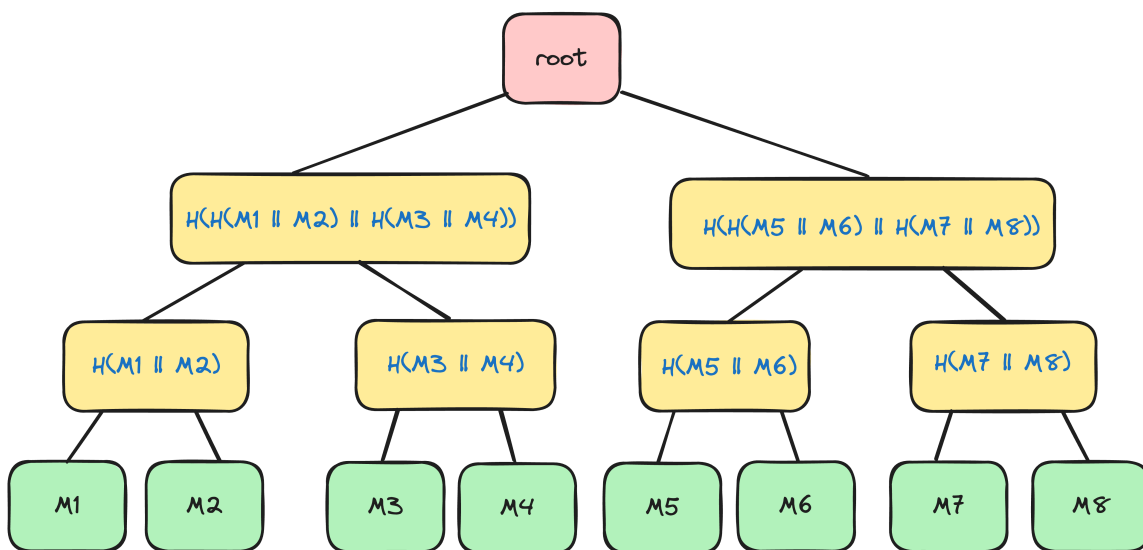 root
H(H(M1 || M2) || H(M3 || M4))
H(H(M5 || M6) || H(M7 || M8))
H(M1 || M2)
H(M3 || M4)
H(M5 || M6)
H(M7 || M8)
M1
M2
M3
M4
M5
M6
M7
M8